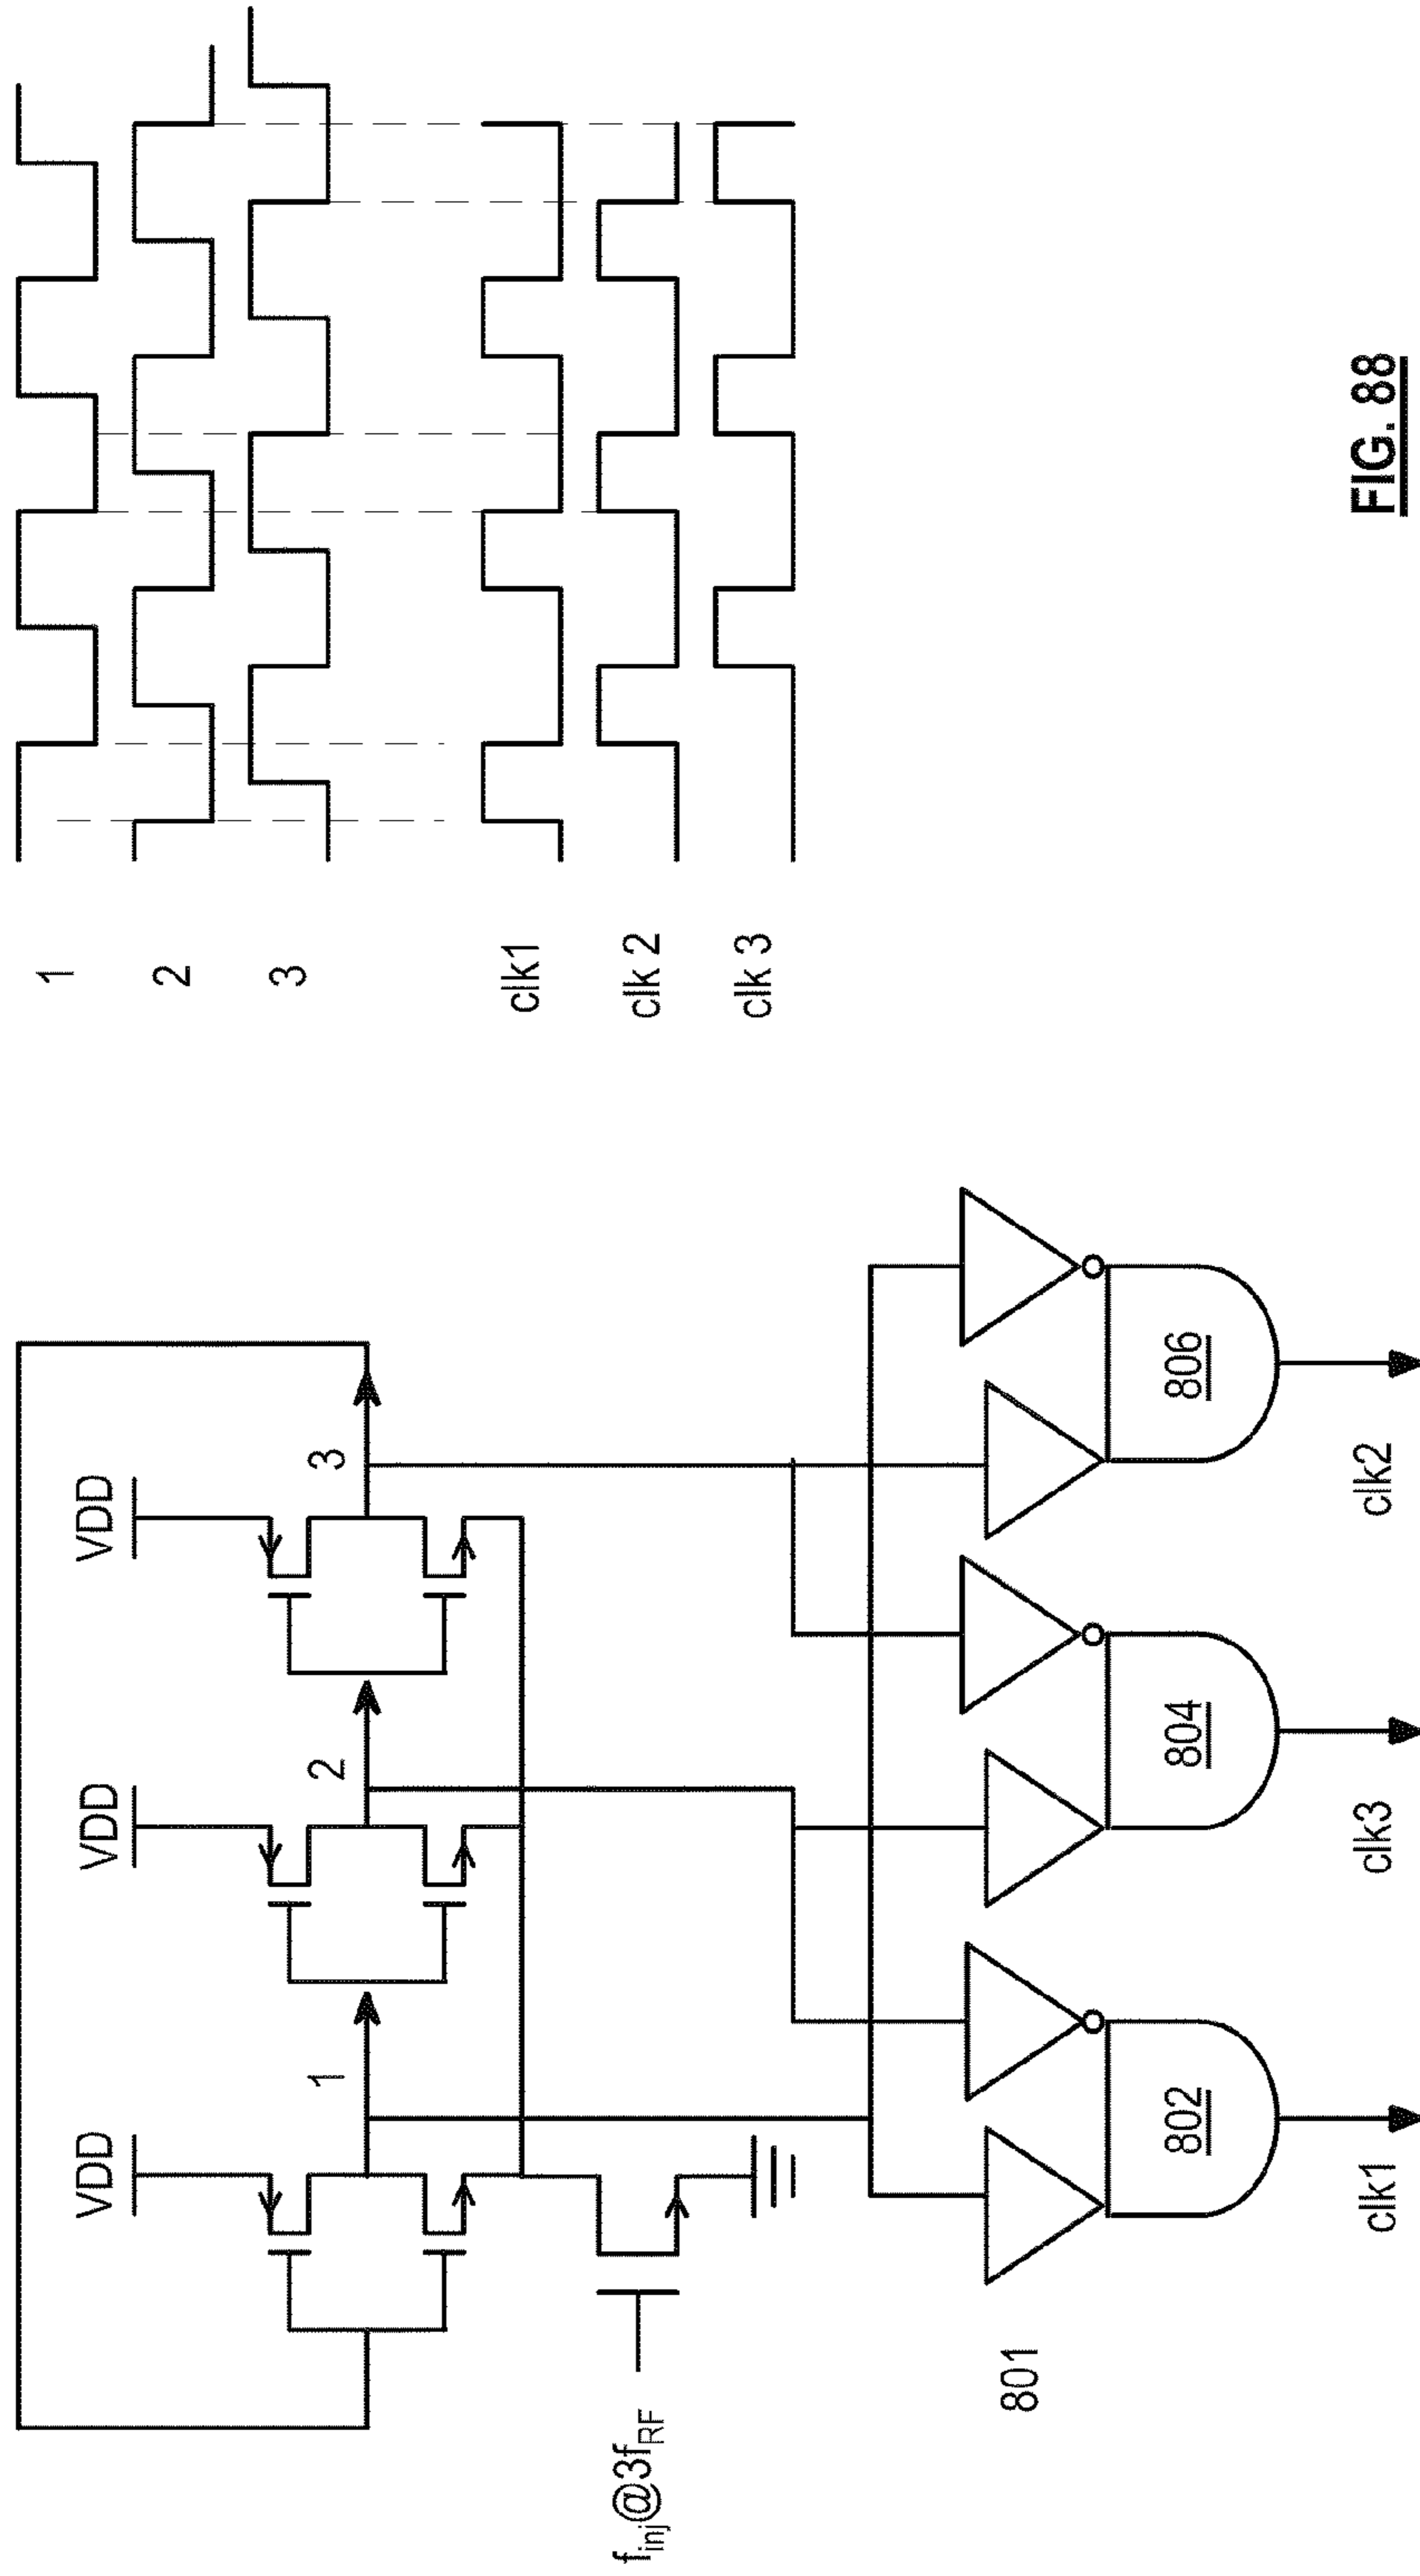 1
2
3
clk1
clk 2
clk 3
VDD
VDD
VDD
1
2
3
f_inj@3f_RF
801
802
804
806
clk1
clk3
clk2
FIG. 88